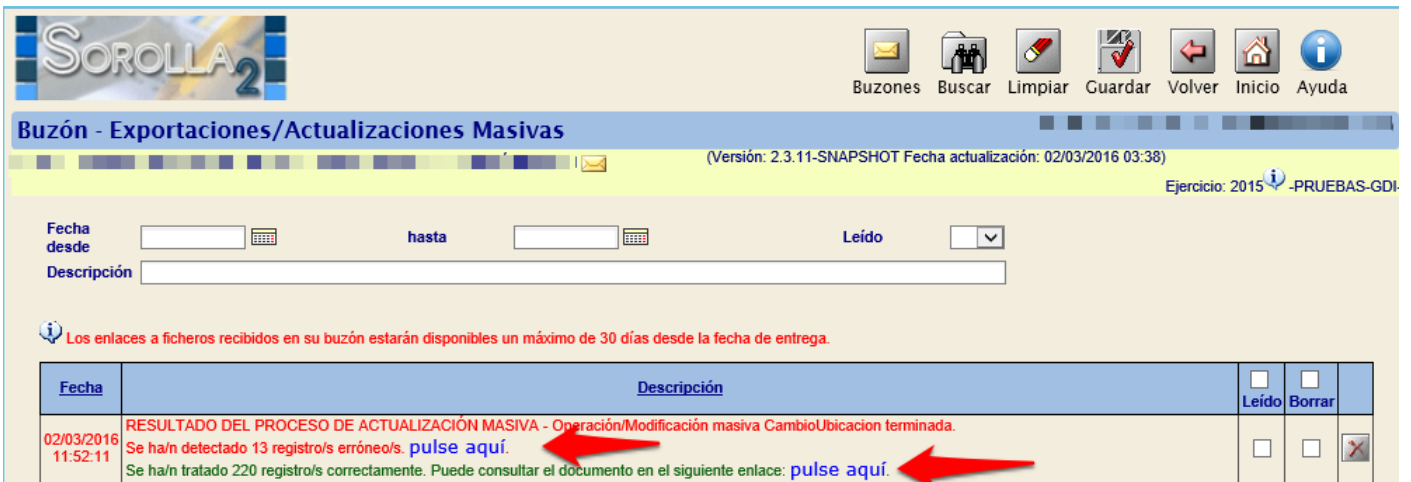 SOROLLA2
Buzones Buscar Limpiar Guardar Volver Inicio Ayuda
Buzón - Exportaciones/Actualizaciones Masivas
(Versión: 2.3.11-SNAPSHOT Fecha actualización: 02/03/2016 03:38)
Ejercicio: 2015 -PRUEBAS-GDI-
Fecha desde hasta Leído
Descripción
Los enlaces a ficheros recibidos en su buzón estarán disponibles un máximo de 30 días desde la fecha de entrega.
Fecha Descripción Leído Borrar
02/03/2016 11:52:11
RESULTADO DEL PROCESO DE ACTUALIZACIÓN MASIVA - Operación/Modificación masiva CambioUbicacion terminada.
Se ha/n detectado 13 registro/s erróneo/s. pulse aquí.
Se ha/n tratado 220 registro/s correctamente. Puede consultar el documento en el siguiente enlace: pulse aquí.